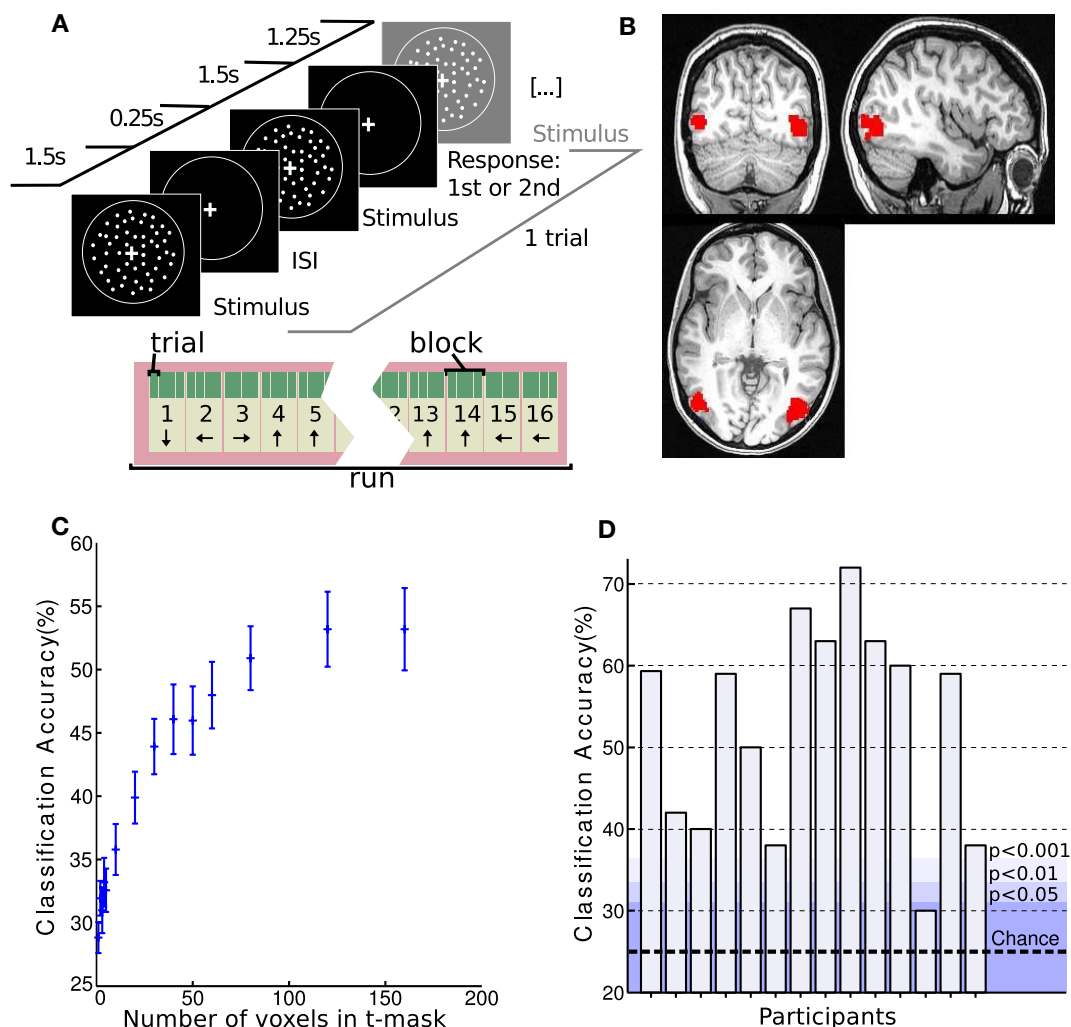 A
1.25s
1.5s
0.25s
1.5s
[...]
Stimulus
Response:
1st or 2nd
Stimulus
1 trial
ISI
Stimulus
trial
block
1 2 3 4 5 2 13 14 15 16
↓ ← → ↑ ↑ ↑ ↑ ← ←
run
B
C
60
55
50
45
40
35
30
25
0 50 100 150 200
Classification Accuracy(%)
Number of voxels in t-mask
D
70
60
50
40
30
20
Classification Accuracy(%)
p<0.001
p<0.01
p<0.05
Chance
Participants